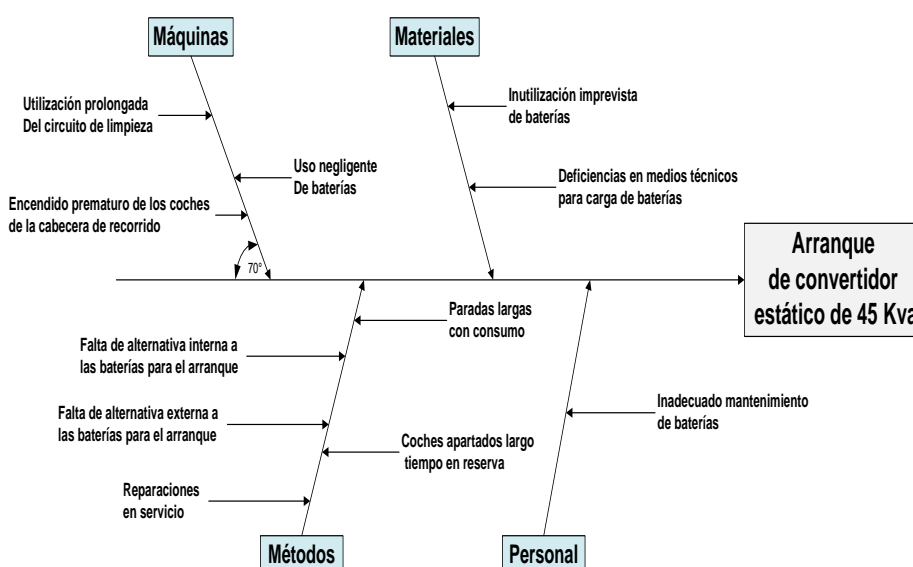 Máquinas
Materiales
Utilización prolongada
Del circuito de limpieza
Inutilización imprevista
de baterías
Uso negligente
De baterías
Deficiencias en medios técnicos
para carga de baterías
Encendido prematuro de los coches
de la cabecera de recorrido
70º
Arranque
de convertidor
estático de 45 Kva
Paradas largas
con consumo
Falta de alternativa interna a
las baterías para el arranque
Falta de alternativa externa a
las baterías para el arranque
Inadecuado mantenimiento
de baterías
Coches apartados largo
tiempo en reserva
Reparaciones
en servicio
Métodos
Personal